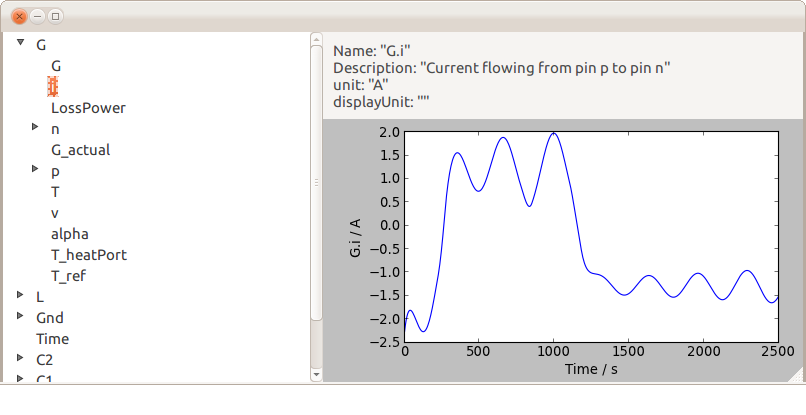 G
G
i
LossPower
n
G_actual
p
T
v
alpha
T_heatPort
T_ref
L
Gnd
Time
C2
C1
Name: "G.i"
Description: "Current flowing from pin p to pin n"
unit: "A"
displayUnit: ""
G.i / A
2.0
1.5
1.0
0.5
0.0
−0.5
−1.0
−1.5
−2.0
−2.5
0 500 1000 1500 2000 2500
Time / s